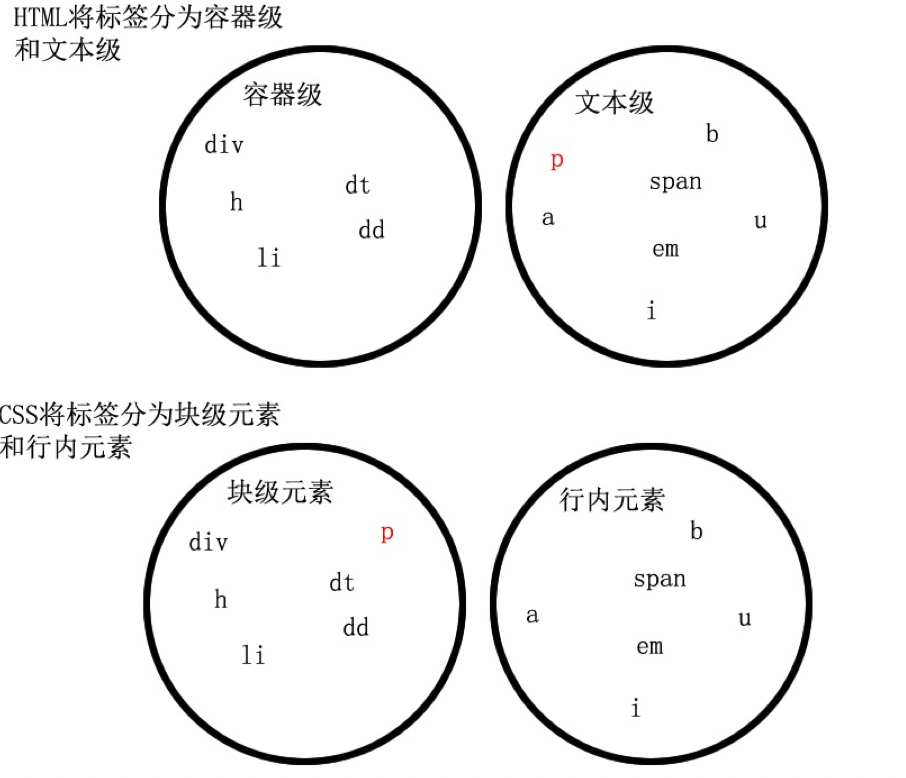 HTML将标签分为容器级
和文本级
容器级
div
h
dt
dd
li
文本级
b
p
span
a
u
em
i
CSS将标签分为块级元素
和行内元素
块级元素
div
p
h
dt
dd
li
行内元素
b
span
a
u
em
i